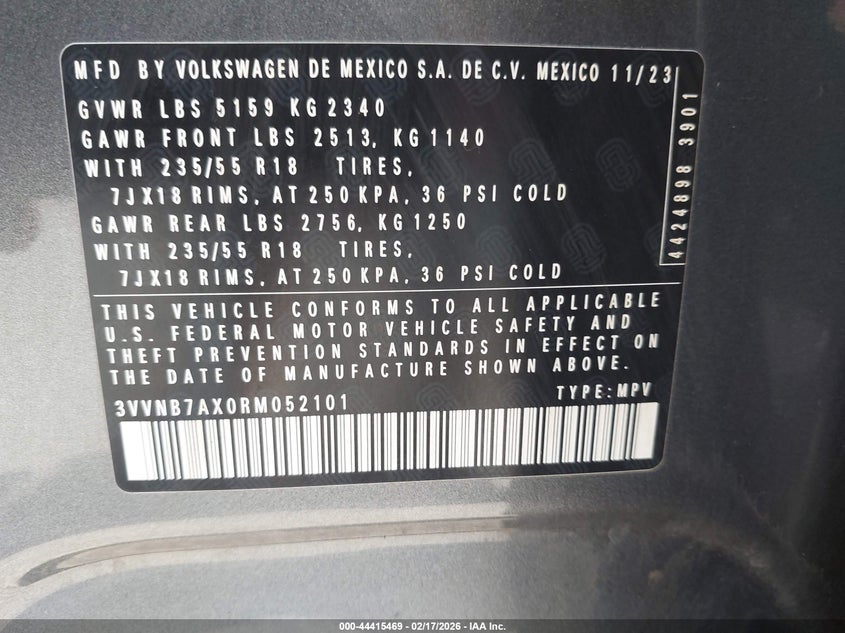 MFD BY VOLKSWAGEN DE MEXICO S.A. DE C.V. MEXICO 11/23
GVWR LBS 5159 KG 2340
GAWR FRONT LBS 2513, KG 1140
WITH 235/55 R18 TIRES,
7JX18 RIMS, AT 250 KPA, 36 PSI COLD
GAWR REAR LBS 2756, KG 1250
WITH 235/55 R18 TIRES,
7JX18 RIMS, AT 250 KPA, 36 PSI COLD
4424898 3901
THIS VEHICLE CONFORMS TO ALL APPLICABLE
U.S. FEDERAL MOTOR VEHICLE SAFETY AND
THEFT PREVENTION STANDARDS IN EFFECT ON
THE DATE OF MANUFACTURE SHOWN ABOVE.
3VVNB7AX0RM052101 TYPE: MPV
000-44415469 - 02/17/2026 - IAA Inc.